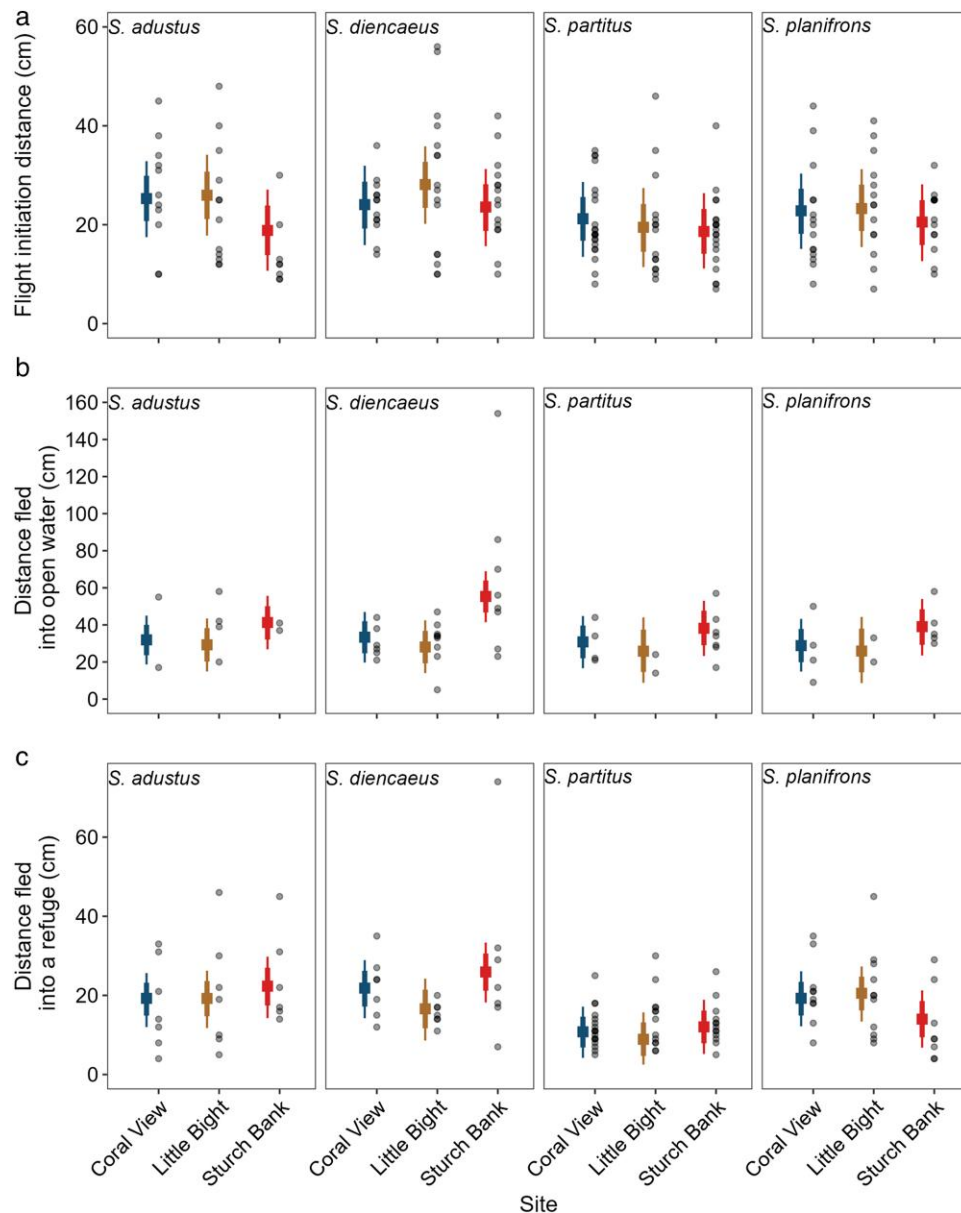 a
Flight initiation distance (cm)
60
40
20
0
S. adustus
S. diencaeus
S. partitus
S. planifrons
b
Distance fled
into open water (cm)
160
140
120
100
80
60
40
20
0
S. adustus
S. diencaeus
S. partitus
S. planifrons
c
Distance fled
into a refuge (cm)
60
40
20
0
S. adustus
S. diencaeus
S. partitus
S. planifrons
Coral View
Little Bight
Sturch Bank
Coral View
Little Bight
Sturch Bank
Coral View
Little Bight
Sturch Bank
Coral View
Little Bight
Sturch Bank
Site